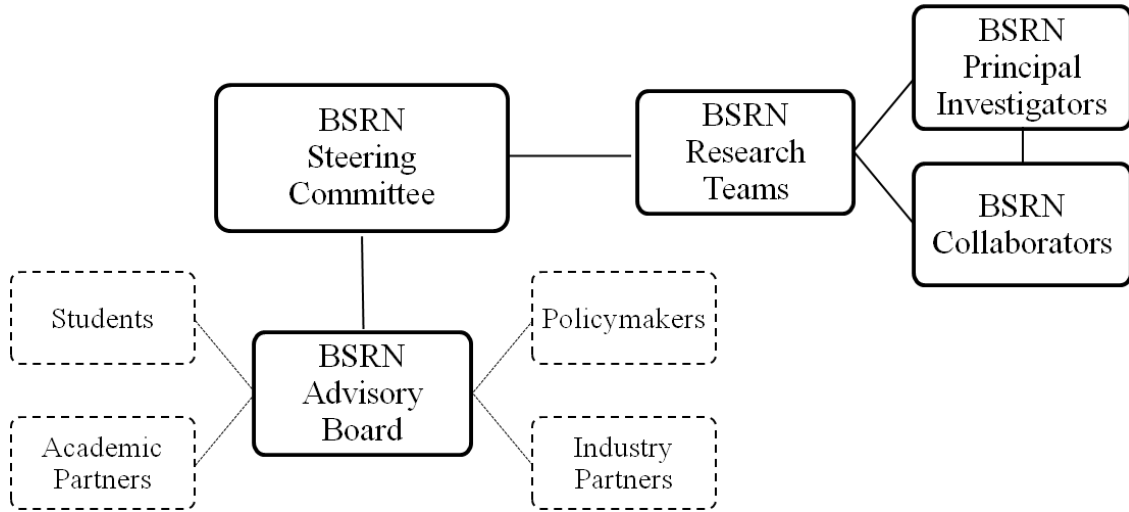 BSRN
Steering
Committee
BSRN
Research
Teams
BSRN
Principal
Investigators
BSRN
Collaborators
Students
Policymakers
BSRN
Advisory
Board
Academic
Partners
Industry
Partners